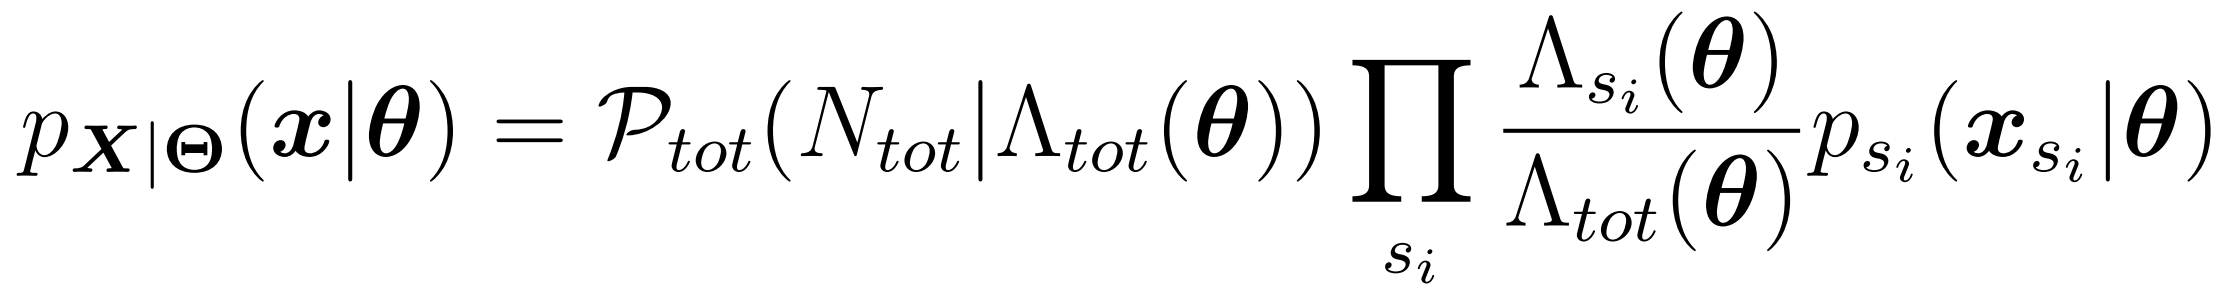 $p_{\boldsymbol{X}|\boldsymbol{\Theta}}(\boldsymbol{x}|\boldsymbol{\theta}) = \mathcal{P}_{tot}(N_{tot}|\Lambda_{tot}(\boldsymbol{\theta})) \prod_{s_i} \frac{\Lambda_{s_i}(\boldsymbol{\theta})}{\Lambda_{tot}(\boldsymbol{\theta})} p_{s_i}(\boldsymbol{x}_{s_i}|\boldsymbol{\theta})$